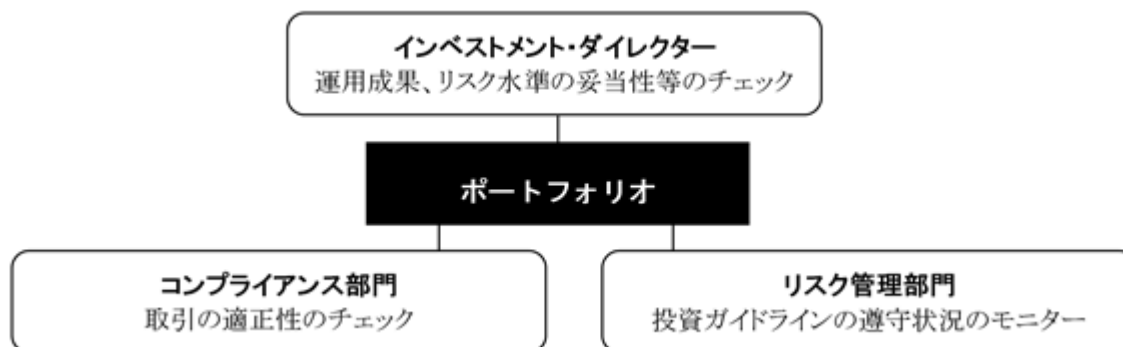 インベストメント・ダイレクター
運用成果、リスク水準の妥当性等のチェック
ポートフォリオ
コンプライアンス部門
取引の適正性のチェック
リスク管理部門
投資ガイドラインの遵守状況のモニター